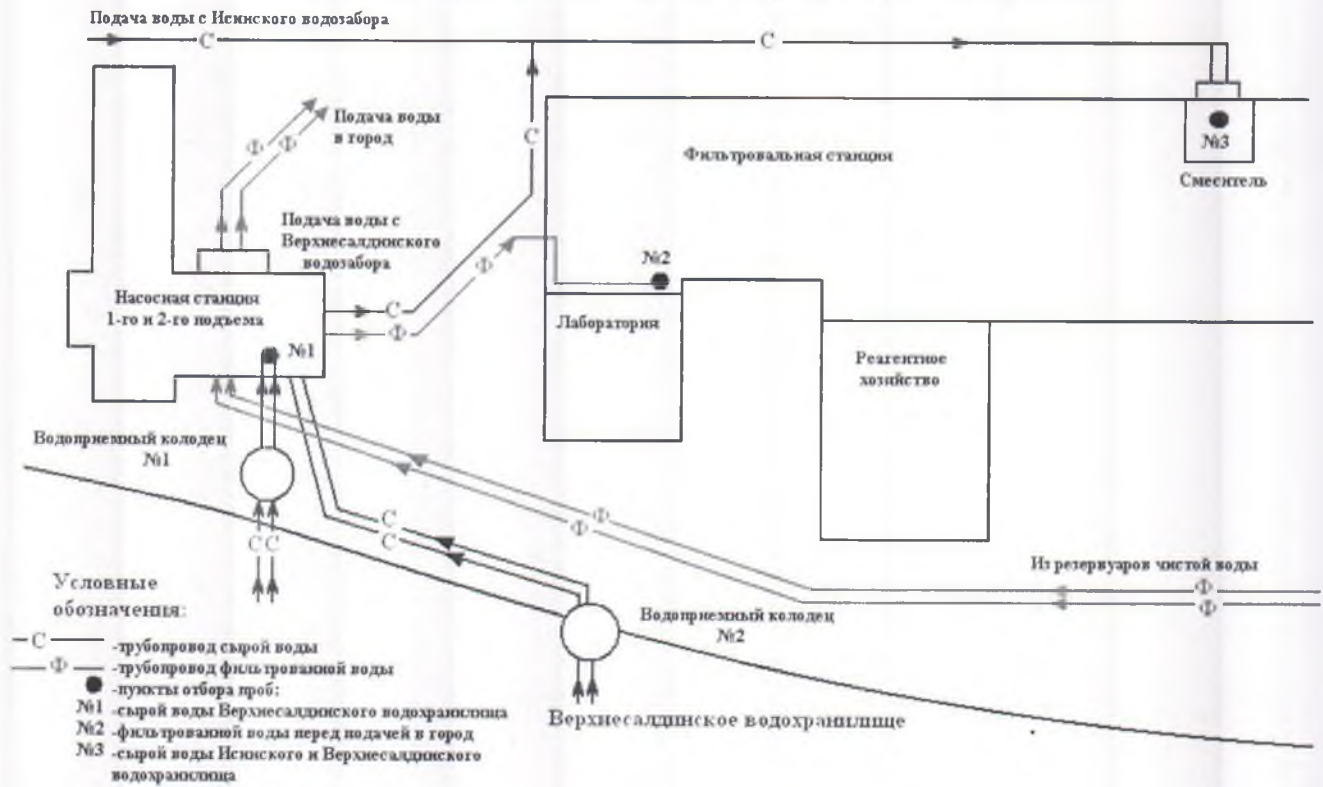 Подача воды с Исинского водозабора
С
С
Подача воды
в город
Ф
Ф
С
Фильтровальная станция
№3
Смеситель
Подача воды с
Верхнесалдинского
водозабора
№2
Ф
Насосная станция
1-го и 2-го подъема
С
Ф
Лаборатория
№1
Реагентное
хозяйство
Водоприемный колодец
№1
С
С
Ф
Ф
С С
Из резервуаров чистой воды
Ф
Ф
Водоприемный колодец
№2
Верхнесалдинское водохранилище
Условные
обозначения:
С -трубопровод сырой воды
Ф -трубопровод фильтрованной воды
-пункты отбора проб:
№1 -сырой воды Верхнесалдинского водохранилища
№2 -фильтрованной воды перед подачей в город
№3 -сырой воды Исинского и Верхнесалдинского
водохранилища